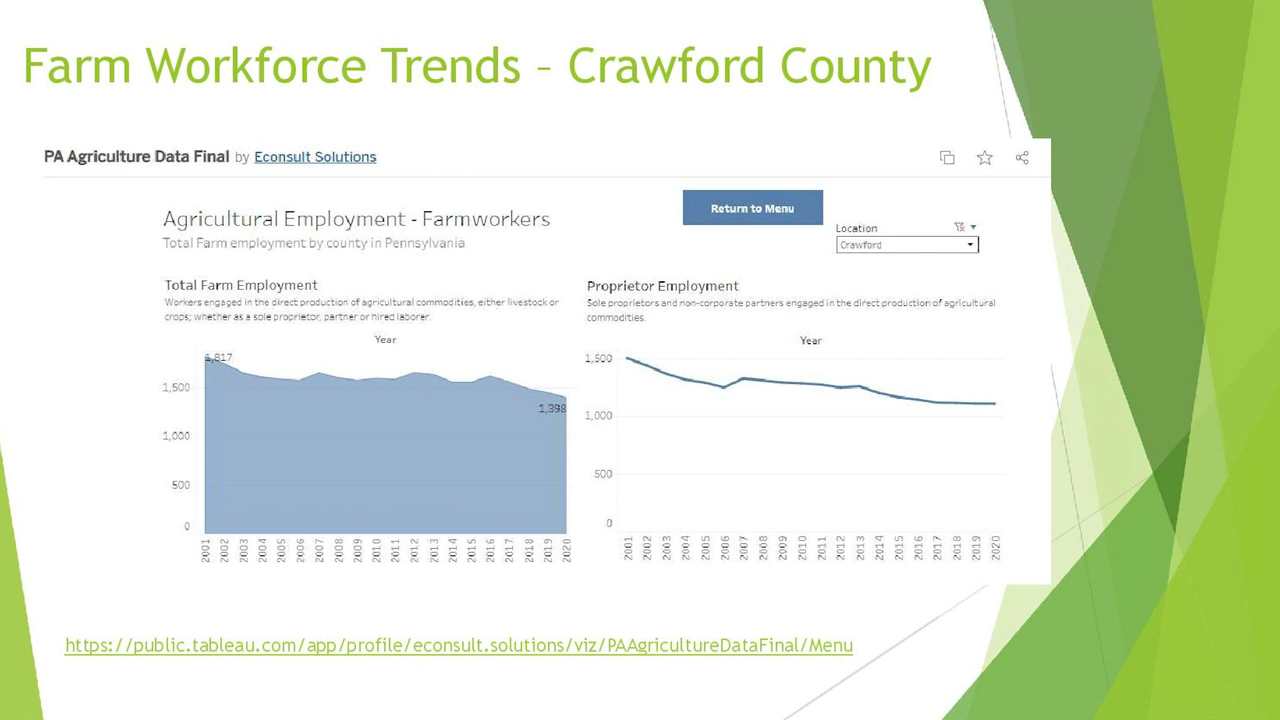 Farm Workforce Trends – Crawford County
PA Agriculture Data Final by Econsult Solutions
Return to Menu
Agricultural Employment - Farmworkers
Total Farm employment by county in Pennsylvania
Location
Crawford
Total Farm Employment
Workers engaged in the direct production of agricultural commodities, either livestock or
crops; whether as a sole proprietor, partner or hired laborer.
Year
1,817
1,500
1,398
1,000
500
0
2001 2002 2003 2004 2005 2006 2007 2008 2009 2010 2011 2012 2013 2014 2015 2016 2017 2018 2019 2020
Proprietor Employment
Sole proprietors and non-corporate partners engaged in the direct production of agricultural
commodities.
Year
1,500
1,000
500
0
2001 2002 2003 2004 2005 2006 2007 2008 2009 2010 2011 2012 2013 2014 2015 2016 2017 2018 2019 2020
https://public.tableau.com/app/profile/econsult.solutions/viz/PAAgricultureDataFinal/Menu